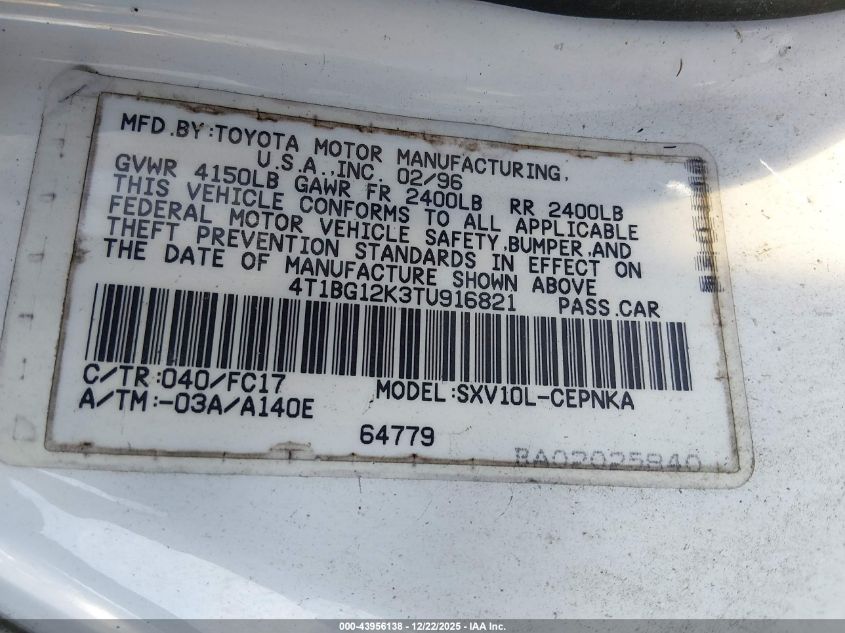 MFD.BY:TOYOTA MOTOR MANUFACTURING,
U.S.A.,INC. 02/96
GVWR 4150LB GAWR FR 2400LB RR 2400LB
THIS VEHICLE CONFORMS TO ALL APPLICABLE
FEDERAL MOTOR VEHICLE SAFETY,BUMPER,AND
THEFT PREVENTION STANDARDS IN EFFECT ON
THE DATE OF MANUFACTURE SHOWN ABOVE
4T1BG12K3TU916821 PASS.CAR
C/TR:040/FC17 MODEL:SXV10L-CEPNKA
A/TM:-03A/A140E
64779
BA02025840
000-43956138 - 12/22/2025 - IMPACT AUTO